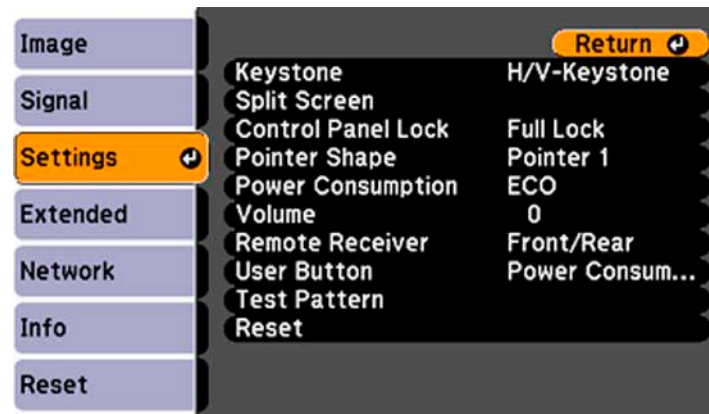 Image
Signal
Settings
Extended
Network
Info
Reset
Return
Keystone H/V-Keystone
Split Screen
Control Panel Lock Full Lock
Pointer Shape Pointer 1
Power Consumption ECO
Volume 0
Remote Receiver Front/Rear
User Button Power Consum...
Test Pattern
Reset